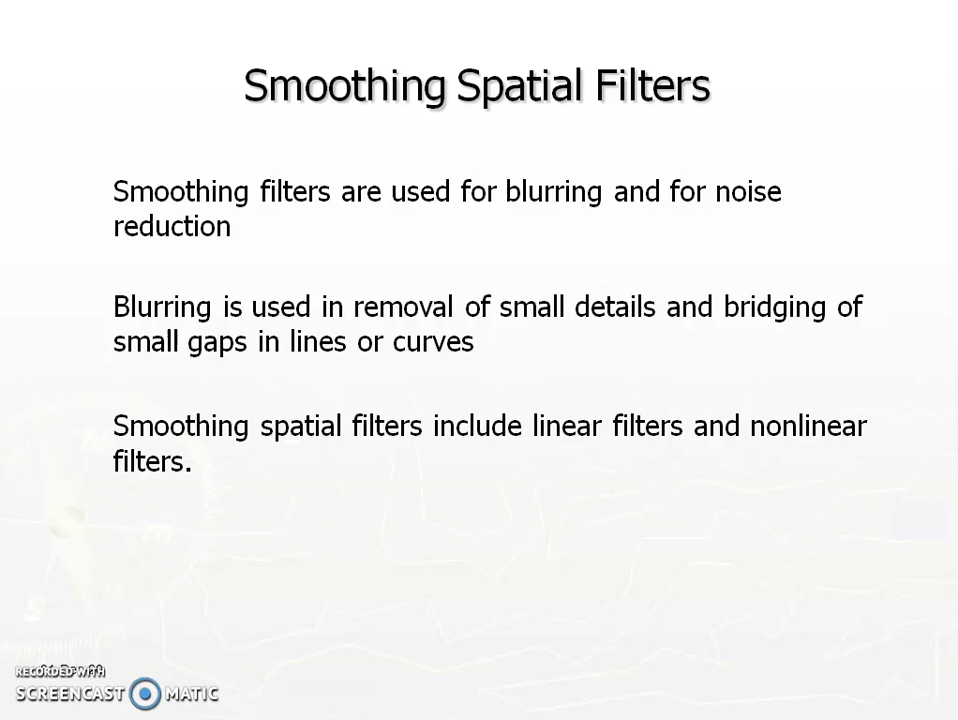 Smoothing Spatial Filters
Smoothing filters are used for blurring and for noise
reduction
Blurring is used in removal of small details and bridging of
small gaps in lines or curves
Smoothing spatial filters include linear filters and nonlinear
filters.
RECORDED WITH
SCREENCAST MATIC